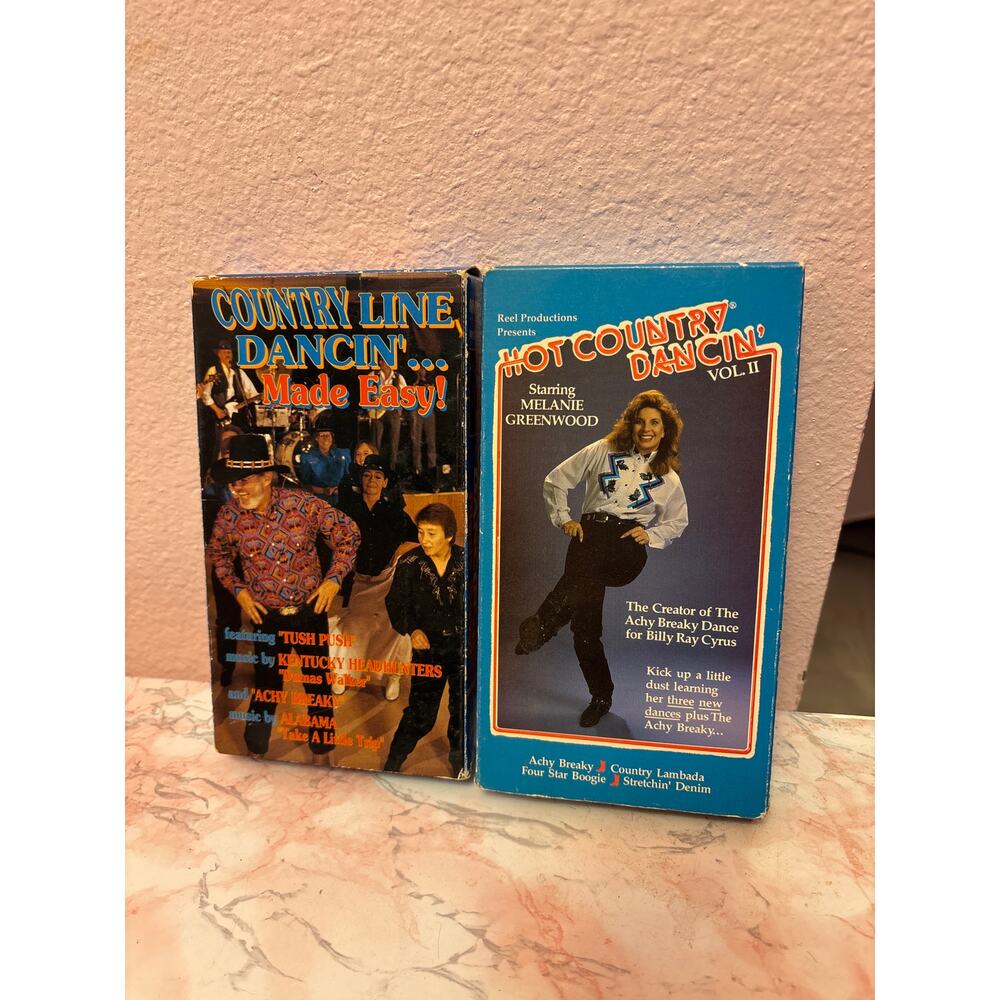 COUNTRY LINE
DANCIN'...
Made Easy!
featuring "TUSH PUSH"
music by KENTUCKY HEADHUNTERS
"Dumas Walker"
and "ACHY BREAKY"
music by ALABAMA
"Take A Little Trip"
Reel Productions
Presents
HOT COUNTRY®
DANCIN'
VOL. II
Starring
MELANIE
GREENWOOD
The Creator of The
Achy Breaky Dance
for Billy Ray Cyrus
Kick up a little
dust learning
her three new
dances plus The
Achy Breaky...
Achy Breaky Country Lambada
Four Star Boogie Stretchin' Denim